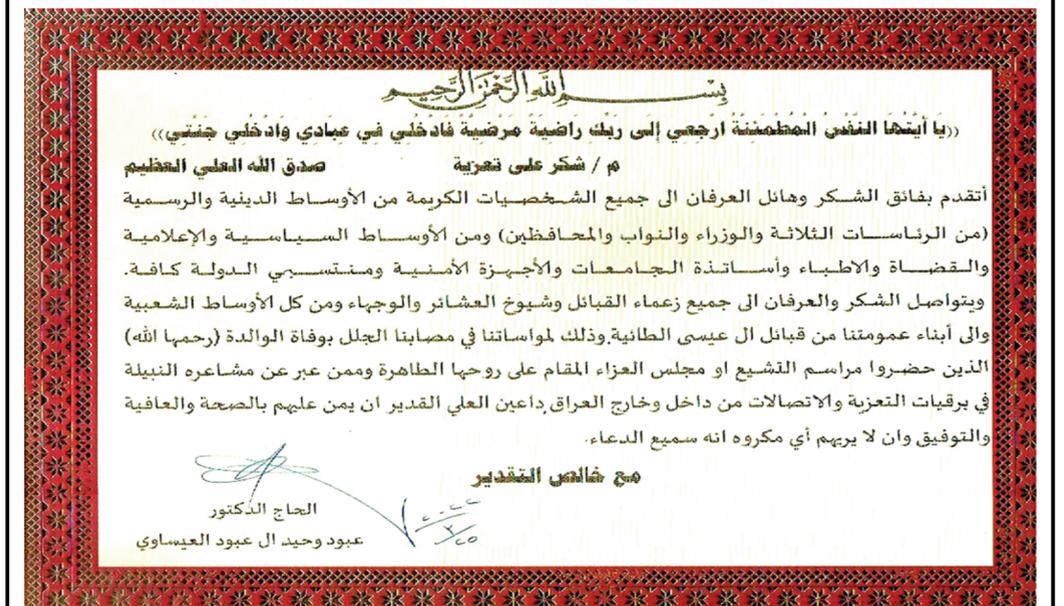 بسم الله الرحمن الرحيم
((يا أيتها النفس المطمئنة ارجعي إلى ربك راضية مرضية فادخلي في عبادي وادخلي جنتي))
صدق الله العلي العظيم
م / شكر على تعزية
أتقدم بفائق الشكر وهائل العرفان الى جميع الشخصيات الكريمة من الأوساط الدينية والرسمية
(من الرئاسات الثلاثة والوزراء والنواب والمحافظين) ومن الأوساط السياسية والإعلامية
والقضاة والاطباء وأساتذة الجامعات والأجهزة الأمنية ومنتسبي الدولة كافة.
ويتواصل الشكر والعرفان الى جميع زعماء القبائل وشيوخ العشائر والوجهاء ومن كل الأوساط الشعبية
والى أبناء عمومتنا من قبائل ال عيسى الطائية.وذلك لمواساتنا في مصابنا الجلل بوفاة الوالدة (رحمها الله)
الذين حضروا مراسم التشيع او مجلس العزاء المقام على روحها الطاهرة وممن عبر عن مشاعره النبيلة
في برقيات التعزية والاتصالات من داخل وخارج العراق.داعين العلي القدير ان يمن عليهم بالصحة والعافية
والتوفيق وان لا يريهم أي مكروه انه سميع الدعاء.
مع خالص التقدير
الحاج الدكتور
عبود وحيد ال عبود العيساوي